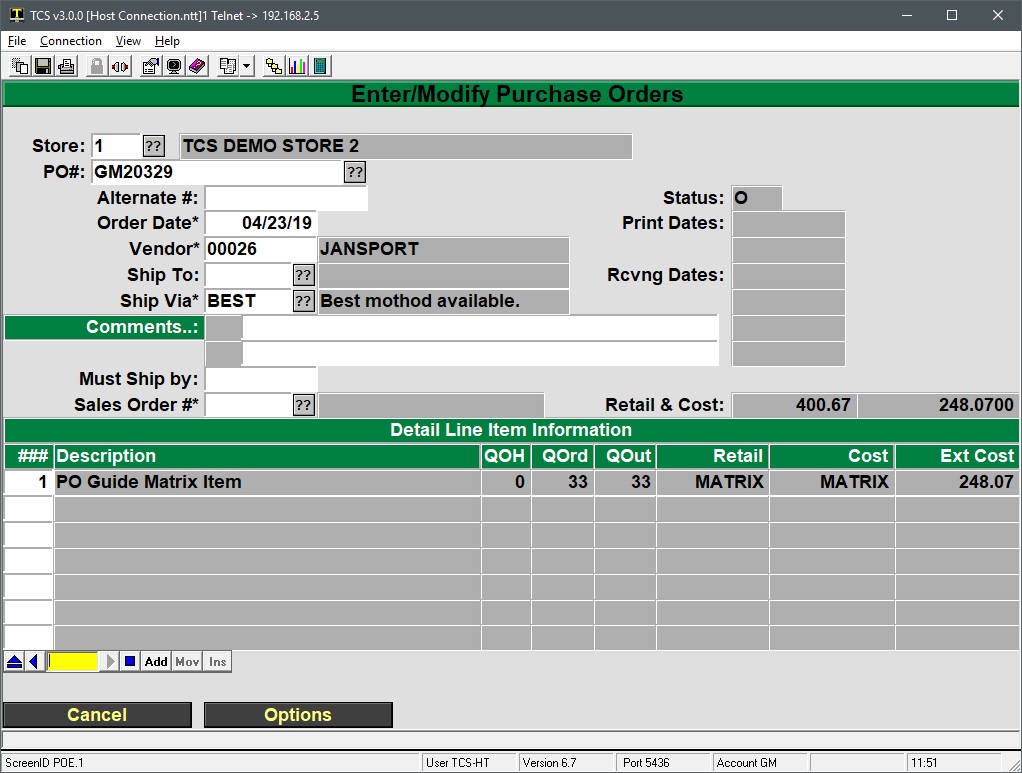 TCS v3.0.0 [Host Connection.ntt]1 Telnet -> 192.168.2.5
File Connection View Help
Enter/Modify Purchase Orders
Store: 1 ?? TCS DEMO STORE 2
PO#: GM20329 ??
Alternate #: Status: O
Order Date* 04/23/19 Print Dates:
Vendor* 00026 JANSPORT
Ship To: ?? Rcvng Dates:
Ship Via* BEST ?? Best mothod available.
Comments..:
Must Ship by:
Sales Order #* ?? Retail & Cost: 400.67 248.0700
Detail Line Item Information
### Description QOH QOrd QOut Retail Cost Ext Cost
1 PO Guide Matrix Item 0 33 33 MATRIX MATRIX 248.07
Add Mov Ins
Cancel Options
ScreenID POE.1 User TCS-HT Version 6.7 Port 5436 Account GM 11:51